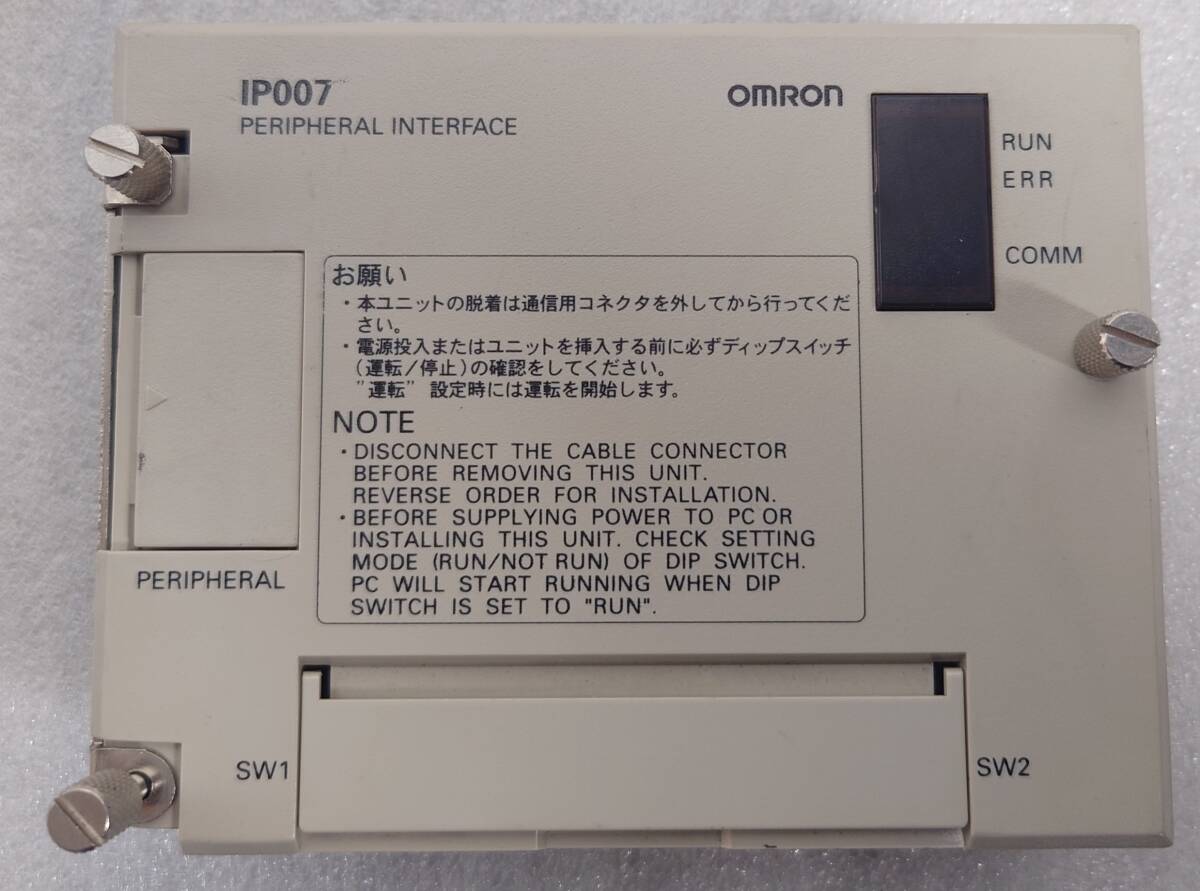 IP007
PERIPHERAL INTERFACE
OMRON
RUN
ERR
COMM
お願い
・本ユニットの脱着は通信用コネクタを外してから行ってくだ
さい。
・電源投入またはユニットを挿入する前に必ずディップスイッチ
(運転/停止)の確認をしてください。
"運転" 設定時には運転を開始します。
NOTE
・DISCONNECT THE CABLE CONNECTOR
BEFORE REMOVING THIS UNIT.
REVERSE ORDER FOR INSTALLATION.
・BEFORE SUPPLYING POWER TO PC OR
INSTALLING THIS UNIT. CHECK SETTING
MODE (RUN/NOT RUN) OF DIP SWITCH.
PC WILL START RUNNING WHEN DIP
SWITCH IS SET TO "RUN".
PERIPHERAL
SW1
SW2